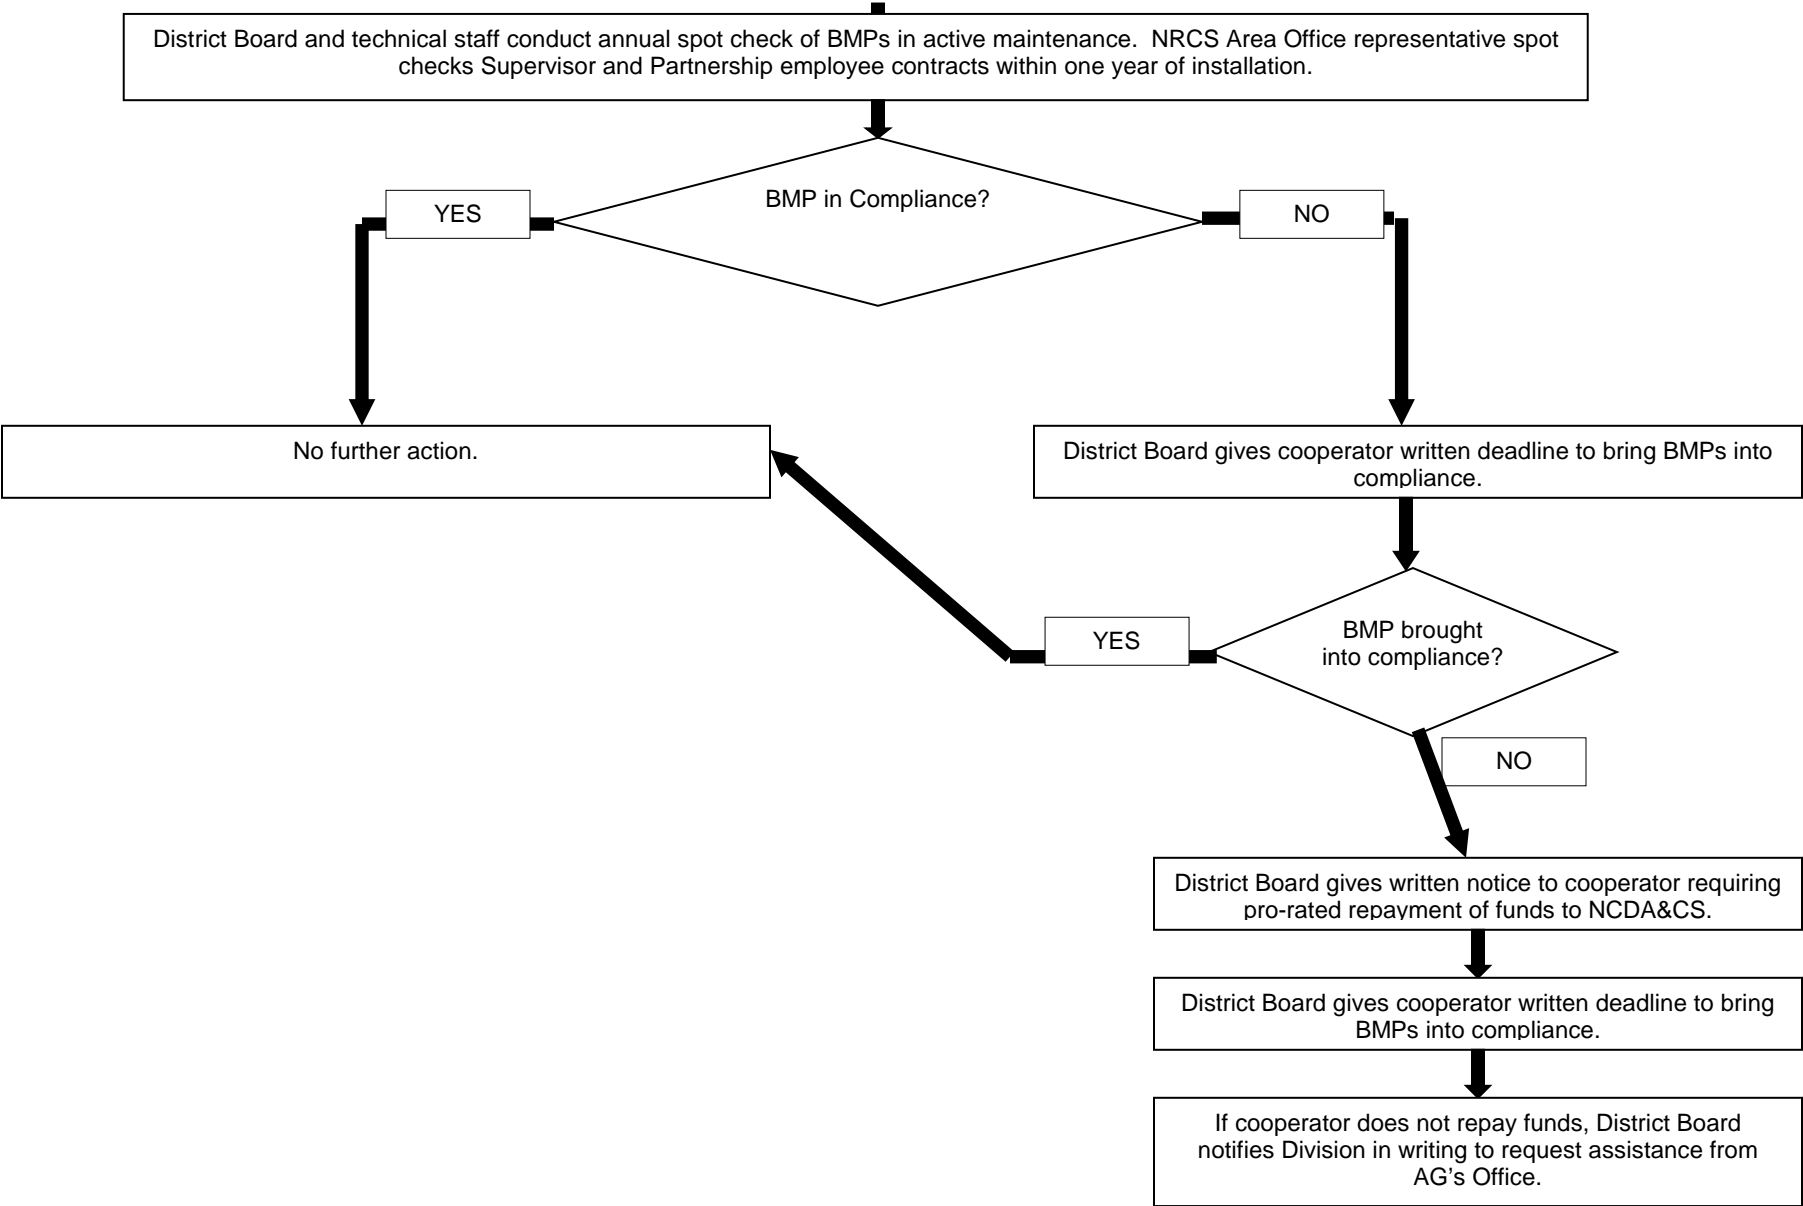 District Board and technical staff conduct annual spot check of BMPs in active maintenance.  NRCS Area Office representative spot
checks Supervisor and Partnership employee contracts within one year of installation.
BMP in Compliance?
YES
NO
No further action.
District Board gives cooperator written deadline to bring BMPs into
compliance.
BMP brought
into compliance?
YES
NO
District Board gives written notice to cooperator requiring
pro-rated repayment of funds to NCDA&CS.
District Board gives cooperator written deadline to bring
BMPs into compliance.
If cooperator does not repay funds, District Board
notifies Division in writing to request assistance from
AG’s Office.